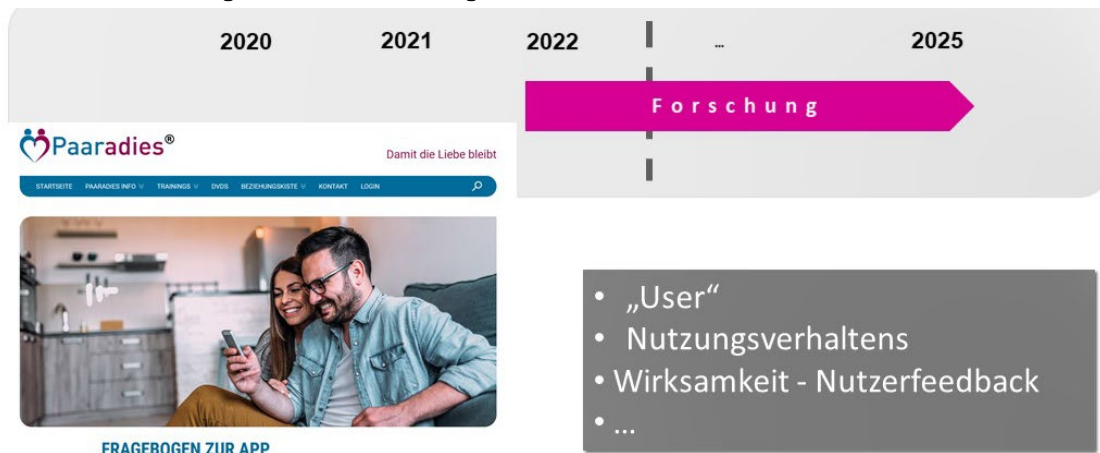 2020 2021 2022 ... 2025
Forschung
Paaradies®
Damit die Liebe bleibt
STARTSEITE PAARADIES INFO TRAININGS DVDS BEZIEHUNGSKISTE KONTAKT LOGIN
• „User“
• Nutzungsverhaltens
• Wirksamkeit - Nutzerfeedback
• ...
FRAGEBOGEN ZUR APP